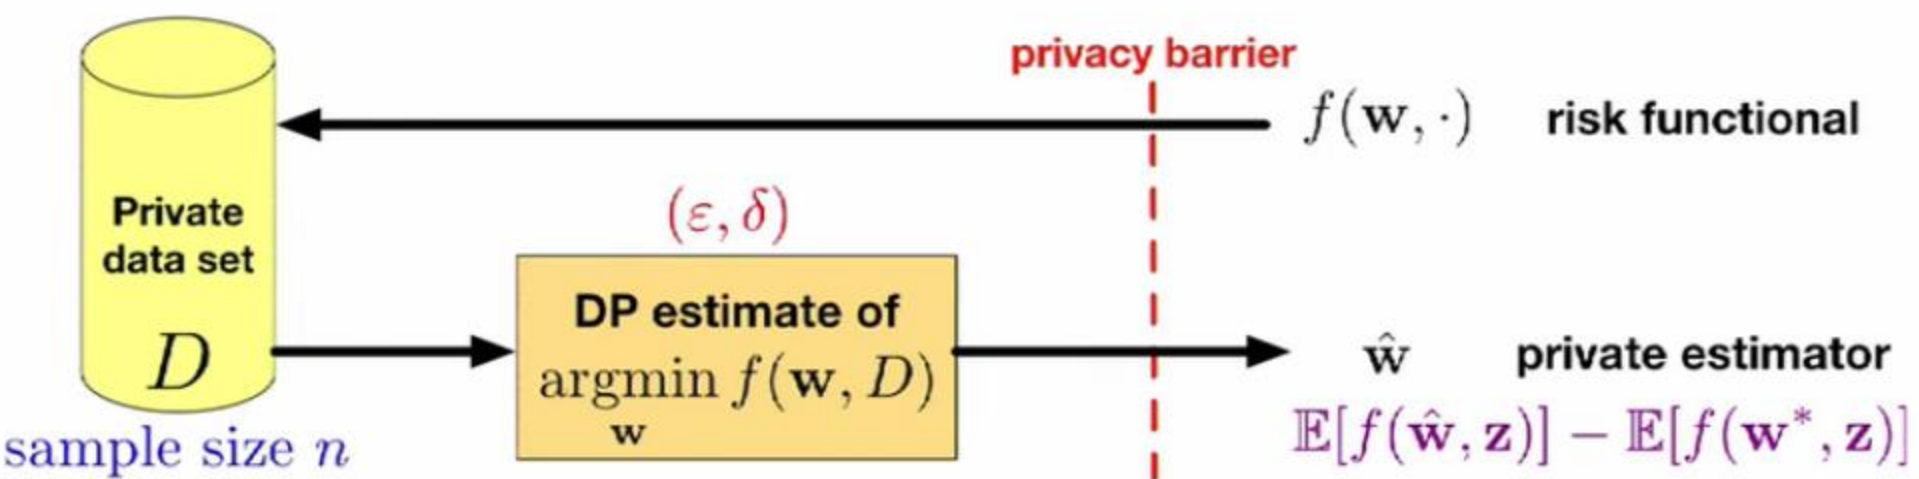 privacy barrier
f(w, ·) risk functional
Private
data set
D
sample size n
(ε, δ)
DP estimate of
argmin f(w, D)
w
ŵ private estimator
𝔼[f(ŵ, z)] − 𝔼[f(w*, z)]